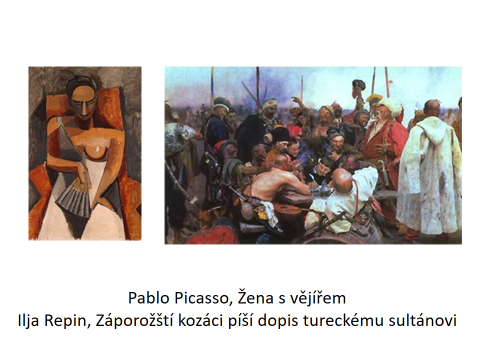 Pablo Picasso, Žena s vějířem
Ilja Repin, Záporožští kozáci píší dopis tureckému sultánovi